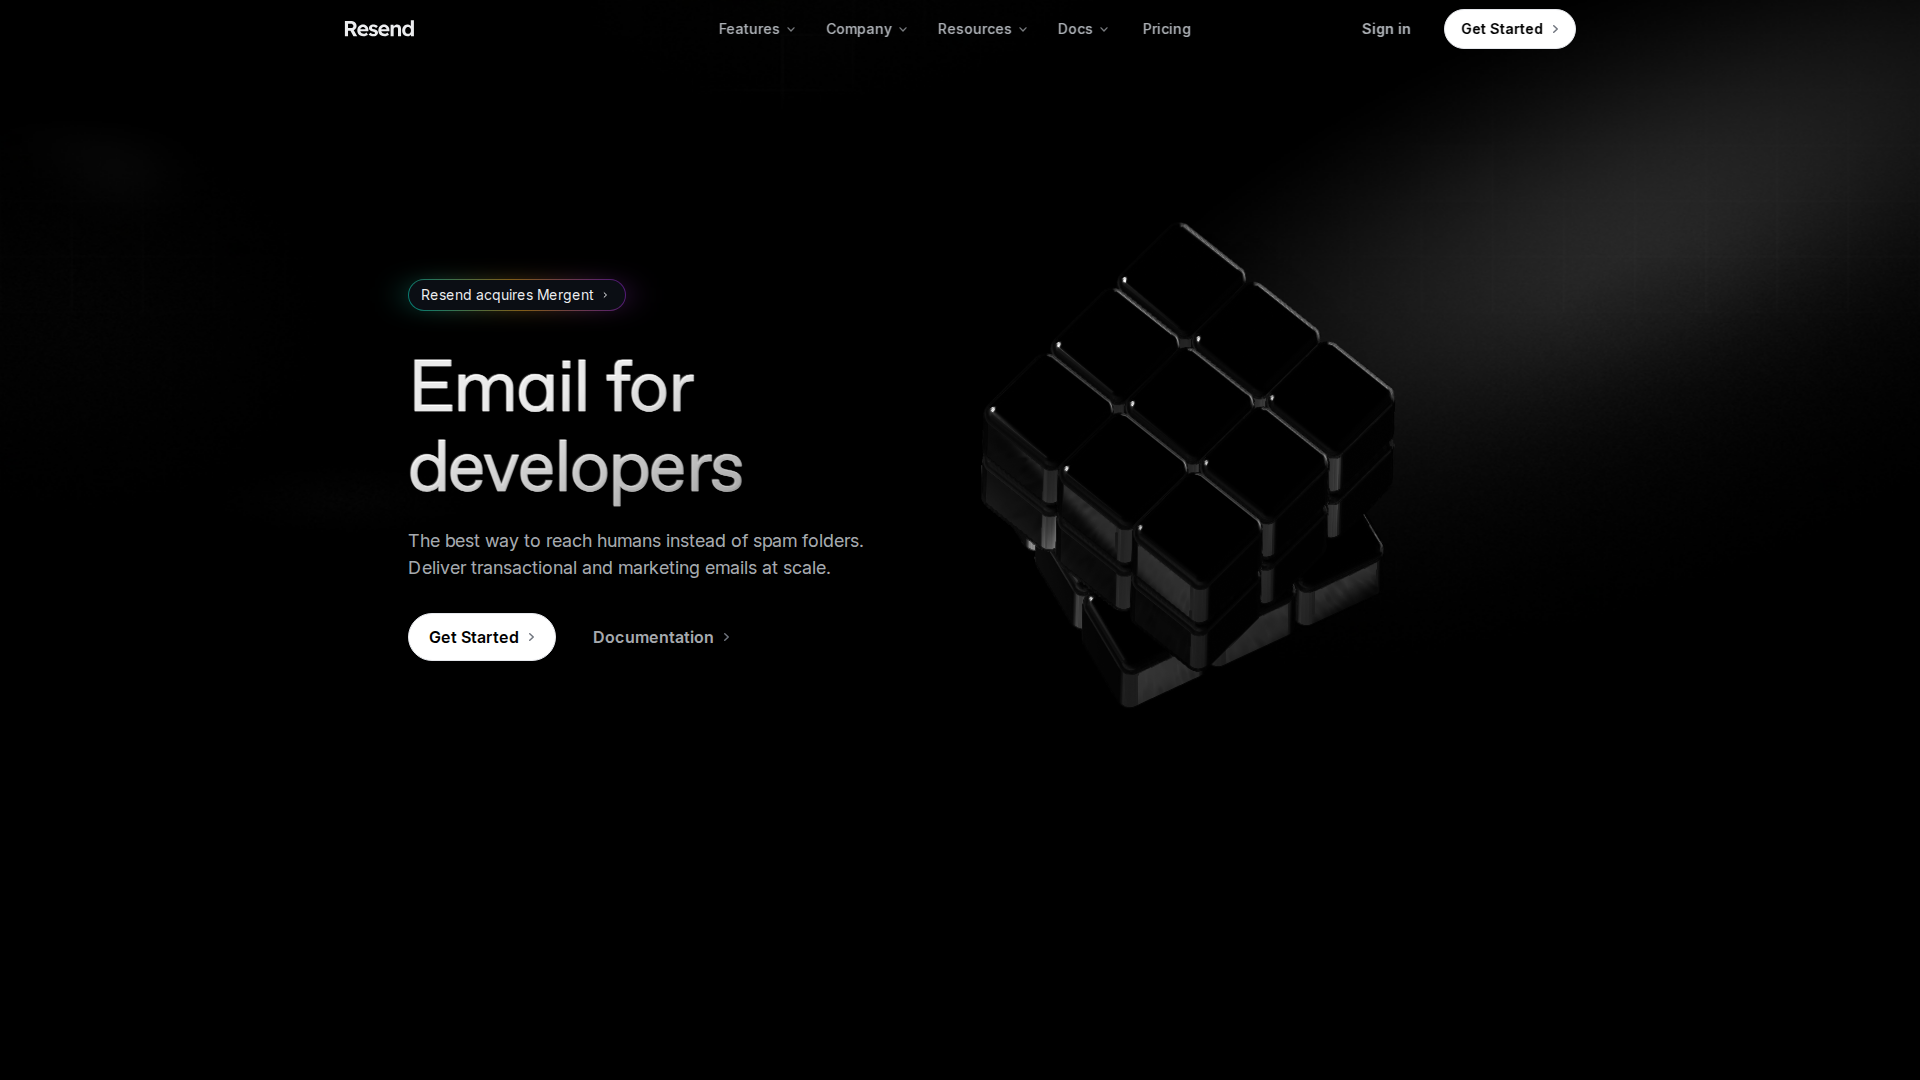 Resend
Features
Company
Resources
Docs
Pricing
Sign in
Get Started
Resend acquires Mergent
Email for
developers
The best way to reach humans instead of spam folders.
Deliver transactional and marketing emails at scale.
Get Started
Documentation